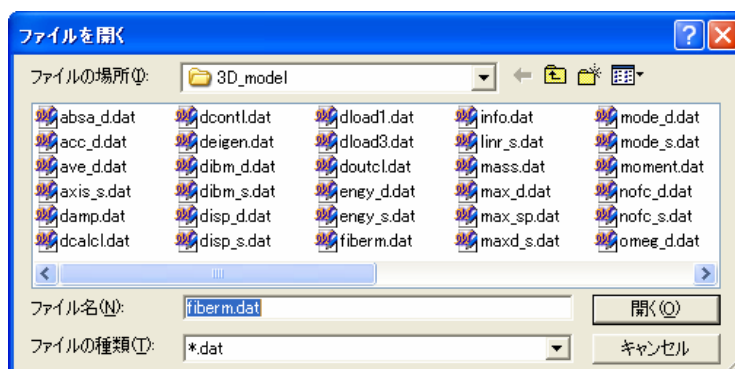 ファイルを開く
ファイルの場所(I): 3D_model
absa_d.dat dcontl.dat dload1.dat info.dat mode_d.dat
acc_d.dat deigen.dat dload3.dat linr_s.dat mode_s.dat
ave_d.dat dibm_d.dat doutcl.dat mass.dat moment.dat
axis_s.dat dibm_s.dat engy_d.dat max_d.dat nofc_d.dat
damp.dat disp_d.dat engy_s.dat max_sp.dat nofc_s.dat
dcalcl.dat disp_s.dat fiberm.dat maxd_s.dat omeg_d.dat
ファイル名(N): fiberm.dat 開く(O)
ファイルの種類(T): *.dat キャンセル